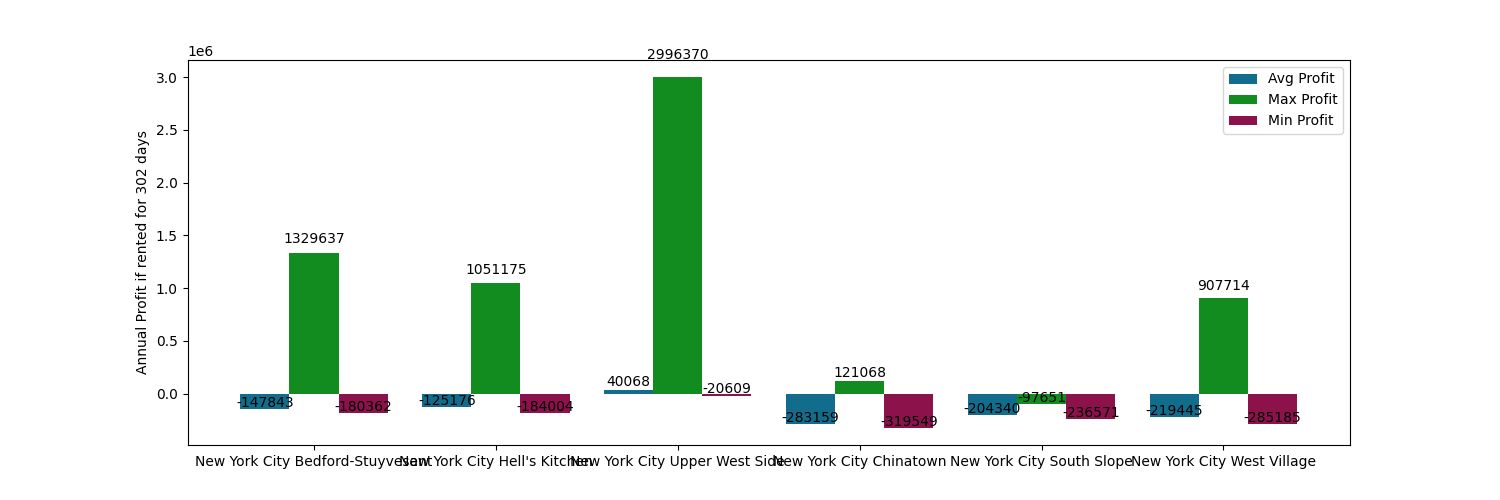 1e6
2996370
Avg Profit
Max Profit
Min Profit
3.0
2.5
2.0
1.5
1.0
0.5
0.0
Annual Profit if rented for 302 days
1329637
1051175
907714
40068
121068
-20609
-147843
-180362
-125176
-184004
-283159
-319549
-204340
-97651
-236571
-219445
-285185
New York City Bedford-Stuyvesant
New York City Hell's Kitchen
New York City Upper West Side
New York City Chinatown
New York City South Slope
New York City West Village